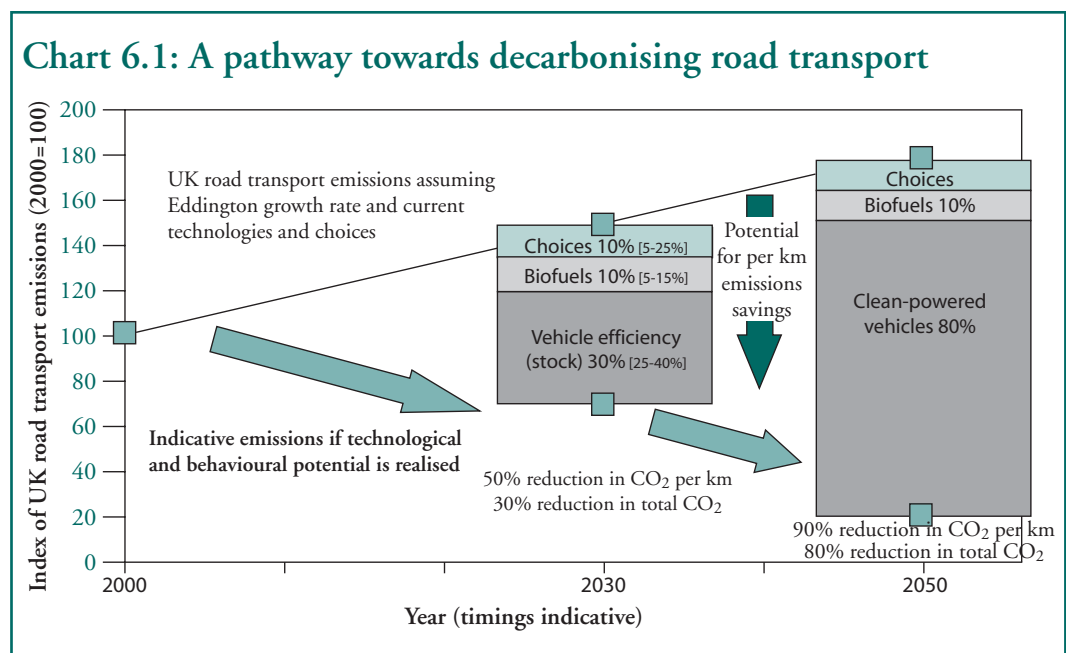 Chart 6.1: A pathway towards decarbonising road transport
Index of UK road transport emissions (2000=100)
200
180
160
140
120
100
80
60
40
20
0
UK road transport emissions assuming
Eddington growth rate and current
technologies and choices
Choices 10% [5-25%]
Biofuels 10% [5-15%]
Vehicle efficiency
(stock) 30% [25-40%]
Potential
for per km
emissions
savings
Choices
Biofuels 10%
Clean-powered
vehicles 80%
Indicative emissions if technological
and behavioural potential is realised
50% reduction in CO2 per km
30% reduction in total CO2
90% reduction in CO2 per km
80% reduction in total CO2
2000
2030
2050
Year (timings indicative)